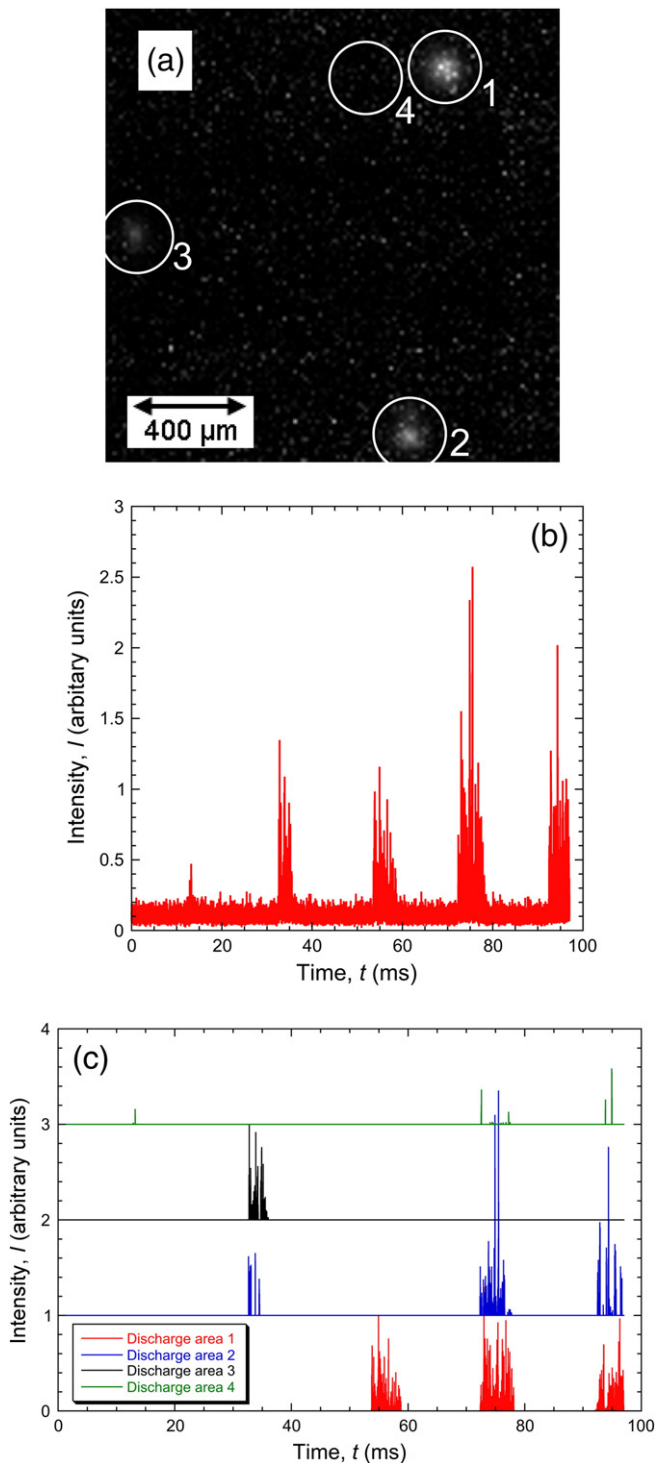 (a)
4
1
3
2
400 µm
(b)
3
2.5
2
1.5
1
0.5
0
Intensity, I (arbitary units)
0 20 40 60 80 100
Time, t (ms)
(c)
4
3
2
1
0
Intensity, I (arbitrary units)
Discharge area 1
Discharge area 2
Discharge area 3
Discharge area 4
0 20 40 60 80 100
Time, t (ms)